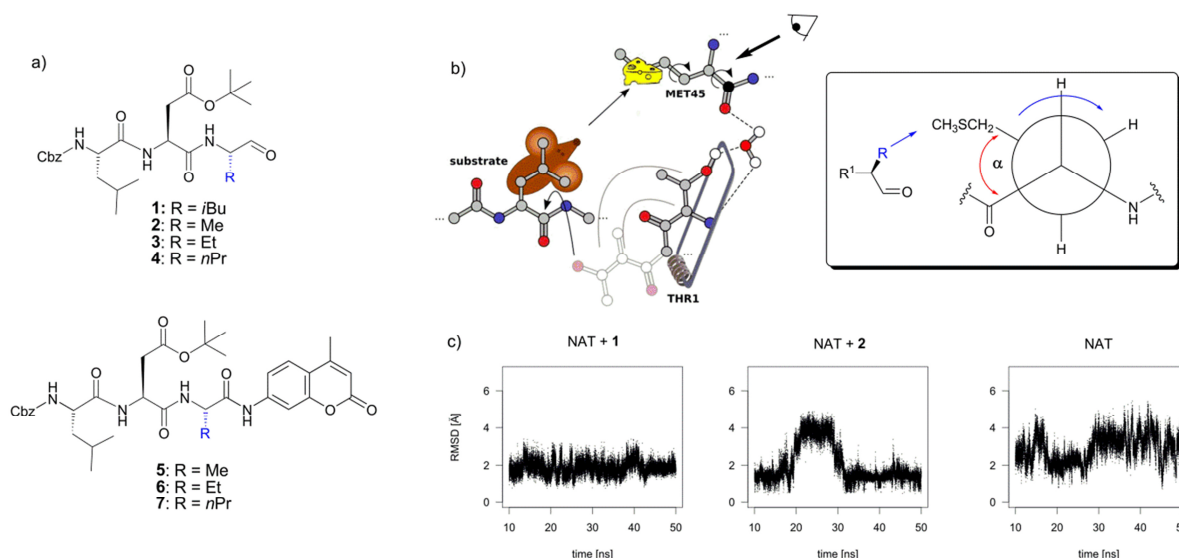 a)
O
O
H
N
O
H
N
Cbz
N
H
O
O
R
1: R = iBu
2: R = Me
3: R = Et
4: R = nPr
O
O
H
N
O
H
N
O
Cbz
N
H
O
R
N
H
O
O
5: R = Me
6: R = Et
7: R = nPr
b)
...
...
MET45
substrate
...
...
...
THR1
H
CH₃SCH₂
H
R
R¹
O
α
O
N
H
H
c)
NAT + 1
NAT + 2
NAT
RMSD [Å]
6
4
2
0
10 20 30 40 50
time [ns]
6
4
2
0
10 20 30 40 50
time [ns]
6
4
2
0
10 20 30 40 50
time [ns]